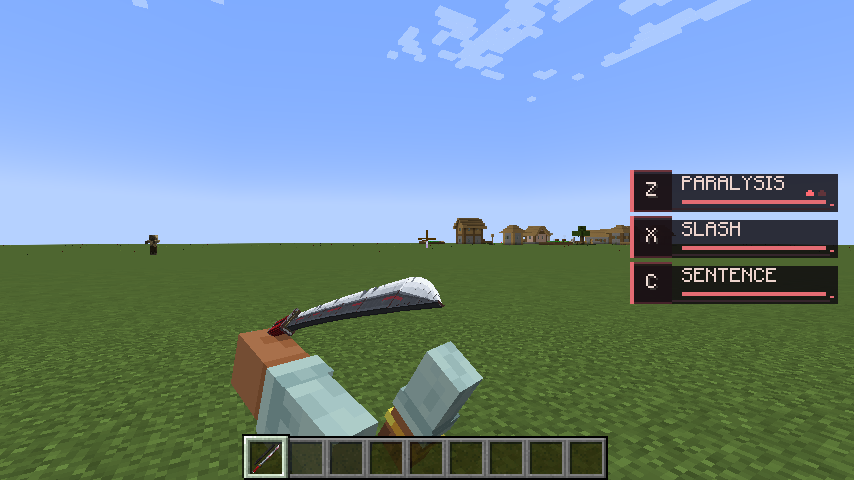 Z
PARALYSIS
X
SLASH
C
SENTENCE